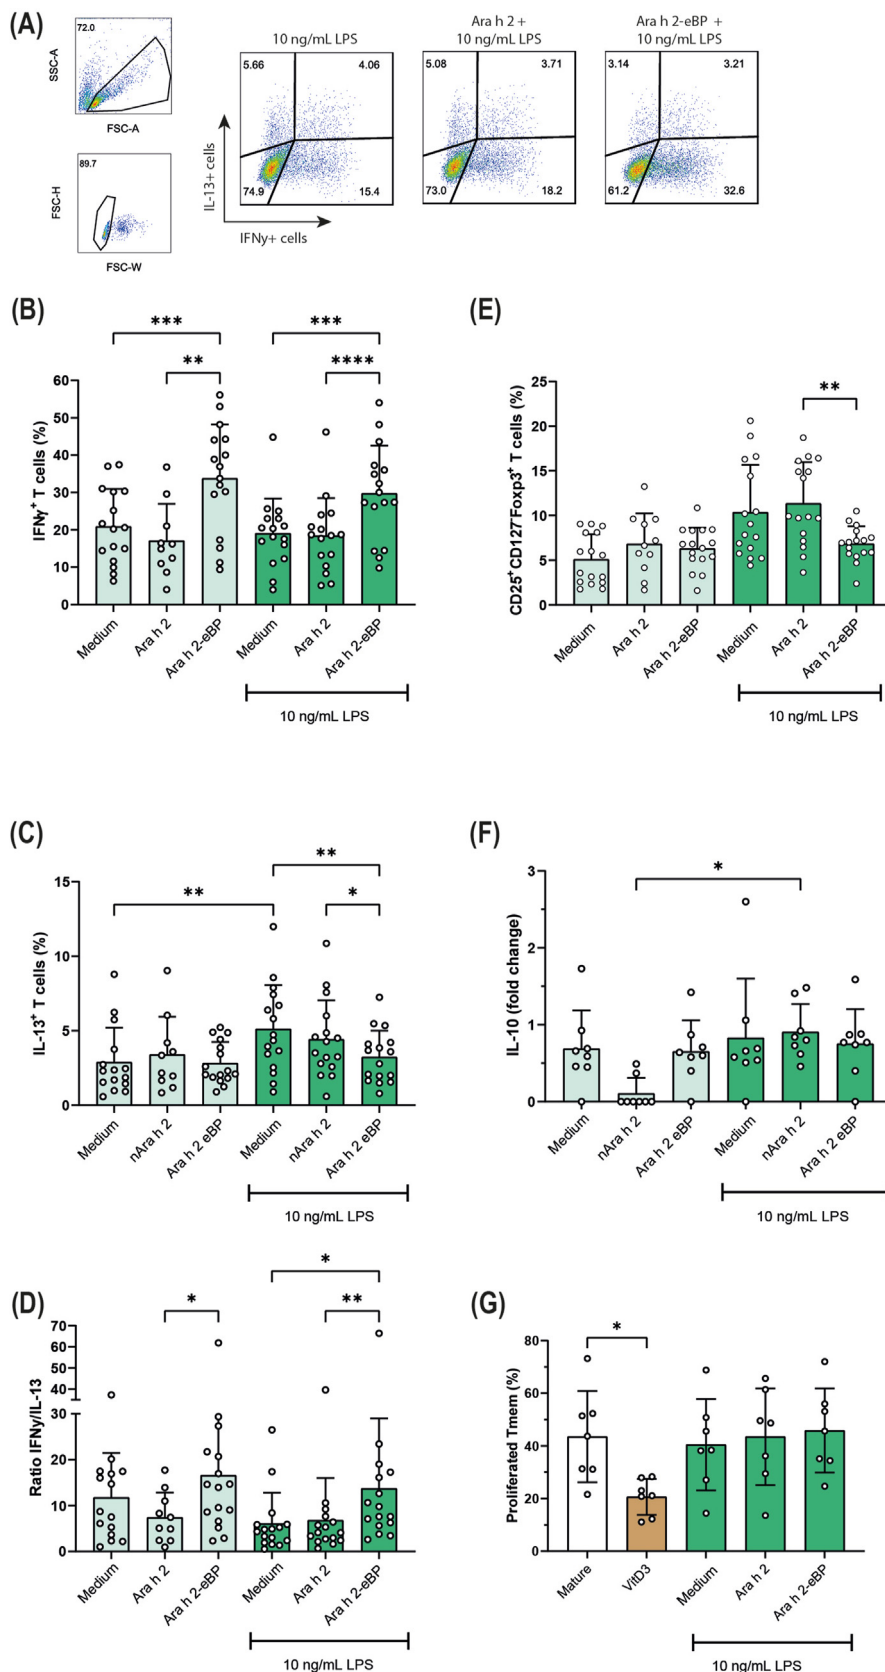 (A)
72.0
SSC-A
FSC-A
89.7
FSC-H
FSC-W
10 ng/mL LPS
5.66
4.06
74.9
15.4
Ara h 2 +
10 ng/mL LPS
5.08
3.71
73.0
18.2
Ara h 2-eBP +
10 ng/mL LPS
3.14
3.21
61.2
32.6
IL-13+ cells
IFNy+ cells
(B)
***
**
***
****
IFNγ+ T cells (%)
60
50
40
30
20
10
0
Medium
Ara h 2
Ara h 2-eBP
Medium
Ara h 2
Ara h 2-eBP
10 ng/mL LPS
(E)
**
CD25+CD127-Foxp3+ T cells (%)
25
20
15
10
5
0
Medium
Ara h 2
Ara h 2-eBP
Medium
Ara h 2
Ara h 2-eBP
10 ng/mL LPS
(C)
**
**
*
IL-13+ T cells (%)
15
10
5
0
Medium
nAra h 2
Ara h 2 eBP
Medium
nAra h 2
Ara h 2 eBP
10 ng/mL LPS
(F)
*
IL-10 (fold change)
3
2
1
0
Medium
nAra h 2
Ara h 2 eBP
Medium
nAra h 2
Ara h 2 eBP
10 ng/mL LPS
(D)
*
*
**
Ratio IFNy/IL-13
70
60
50
40
30
20
10
0
Medium
Ara h 2
Ara h 2-eBP
Medium
Ara h 2
Ara h 2-eBP
10 ng/mL LPS
(G)
*
Proliferated Tmem (%)
80
60
40
20
0
Mature
VitD3
Medium
Ara h 2
Ara h 2-eBP
10 ng/mL LPS